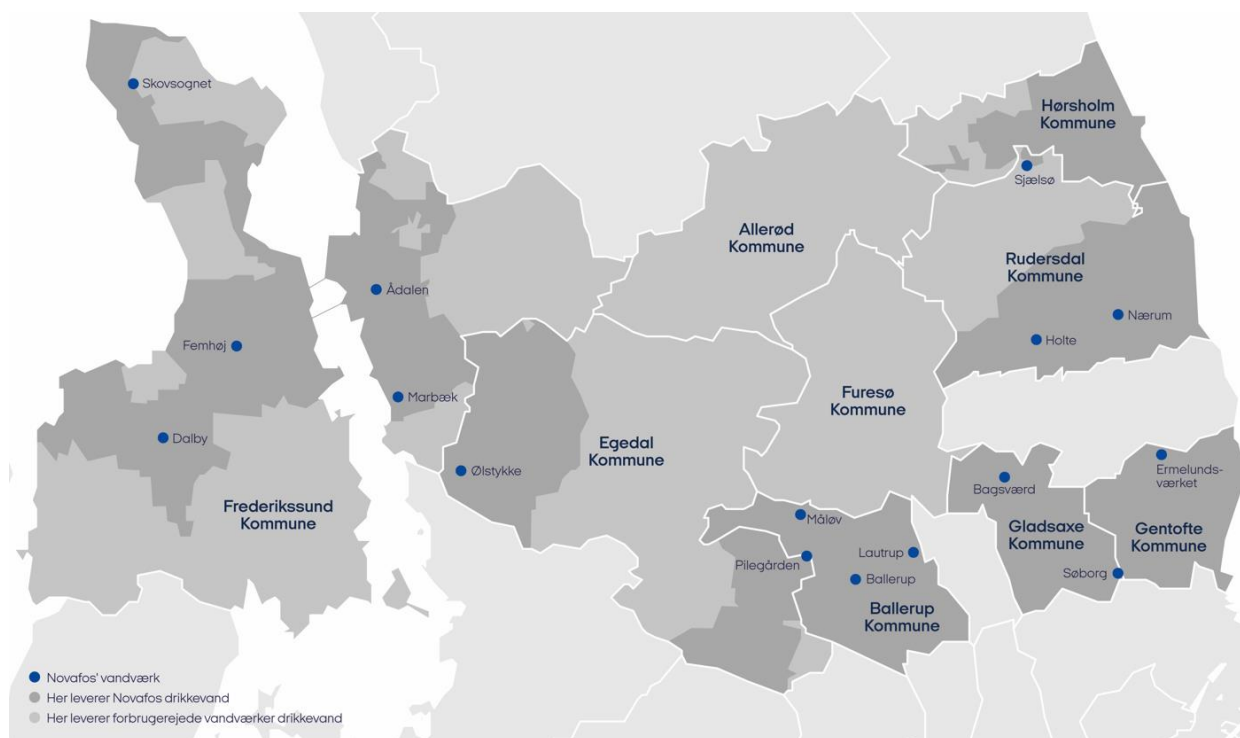 Skovsognet
Hørsholm
Kommune
Sjælsø
Allerød
Kommune
Rudersdal
Kommune
Ådalen
Nærum
Femhøj
Holte
Marbæk
Furesø
Kommune
Dalby
Egedal
Kommune
Ølstykke
Ermelunds-
værket
Bagsværd
Frederikssund
Kommune
Måløv
Gladsaxe
Kommune
Gentofte
Kommune
Lautrup
Pilegården
Søborg
Ballerup
Ballerup
Kommune
Novafos' vandværk
Her leverer Novafos drikkevand
Her leverer forbrugerejede vandværker drikkevand